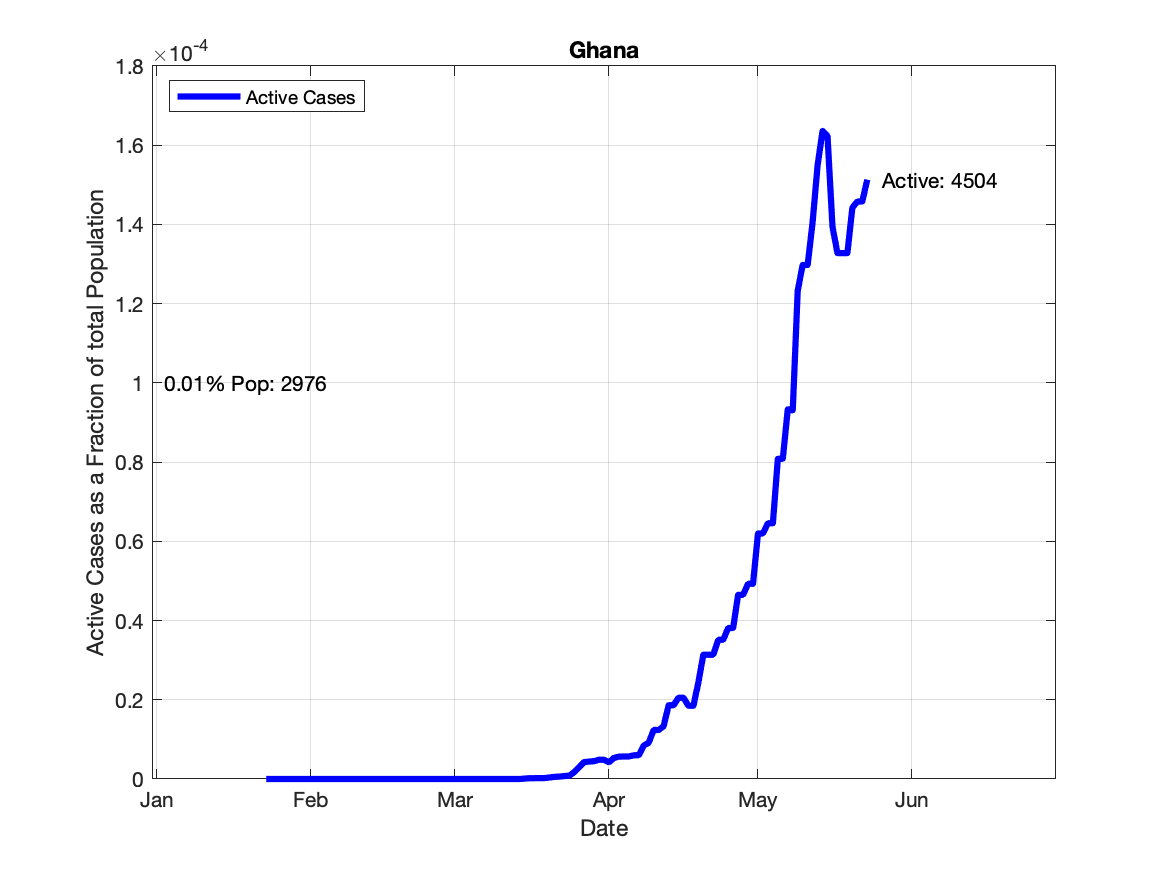 Ghana
×10^-4
1.8
1.6
1.4
1.2
1
0.8
0.6
0.4
0.2
0
Active Cases as a Fraction of total Population
Active Cases
Active: 4504
0.01% Pop: 2976
Jan Feb Mar Apr May Jun
Date